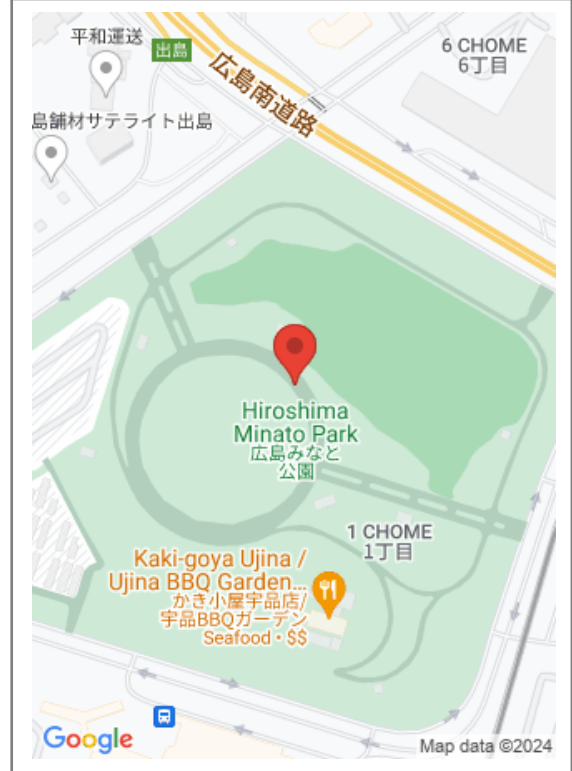 平和運送
出島
広島南道路
6 CHOME
6丁目
島舗材サテライト出島
Hiroshima
Minato Park
広島みなと
公園
1 CHOME
1丁目
Kaki-goya Ujina /
Ujina BBQ Garden...
かき小屋宇品店/
宇品BBQガーデン
Seafood・$$
Google
Map data ©2024